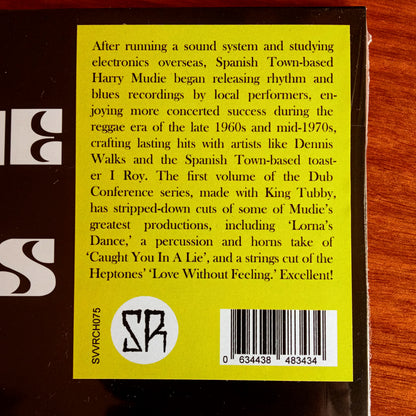 After running a sound system and studying
electronics overseas, Spanish Town-based
Harry Mudie began releasing rhythm and
blues recordings by local performers, en-
joying more concerted success during the
reggae era of the late 1960s and mid-1970s,
crafting lasting hits with artists like Dennis
Walks and the Spanish Town-based toast-
er I Roy. The first volume of the Dub
Conference series, made with King Tubby,
has stripped-down cuts of some of Mudie's
greatest productions, including 'Lorna's
Dance,' a percussion and horns take of
'Caught You In A Lie', and a strings cut of the
Heptones' 'Love Without Feeling.' Excellent!
SVVRCH075
SR
0 634438 483434